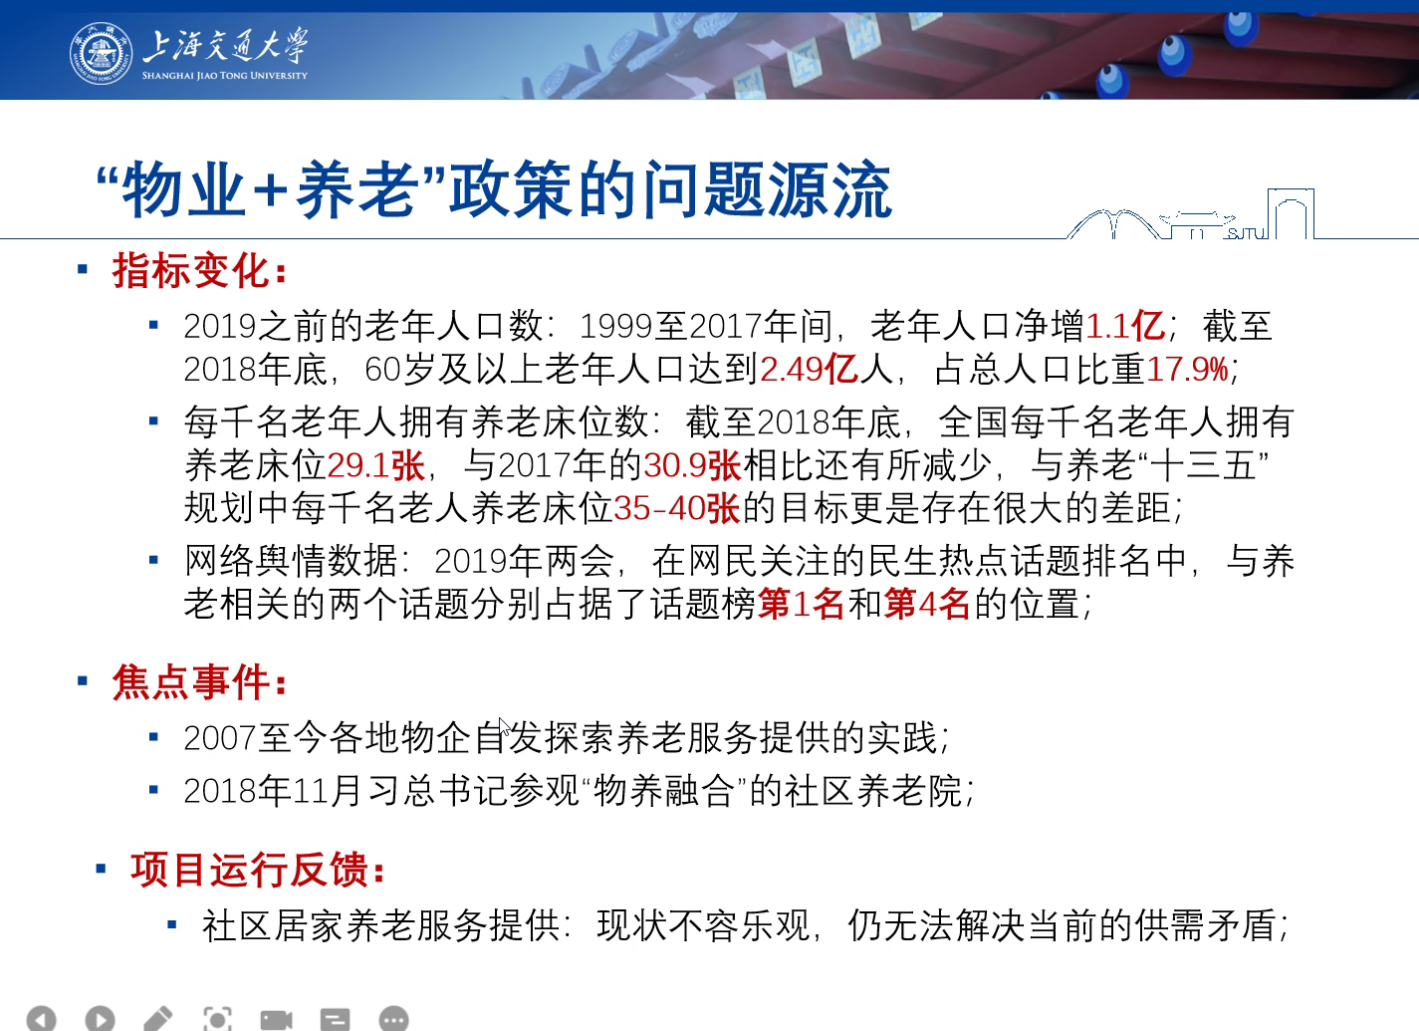 上海交通大学
SHANGHAI JIAO TONG UNIVERSITY
“物业+养老”政策的问题源流
SJTU
指标变化：
2019之前的老年人口数：1999至2017年间，老年人口净增1.1亿；截至
2018年底，60岁及以上老年人口达到2.49亿人，占总人口比重17.9%；
每千名老年人拥有养老床位数：截至2018年底，全国每千名老年人拥有
养老床位29.1张，与2017年的30.9张相比还有所减少，与养老“十三五”
规划中每千名老人养老床位35-40张的目标更是存在很大的差距；
网络舆情数据：2019年两会，在网民关注的民生热点话题排名中，与养
老相关的两个话题分别占据了话题榜第1名和第4名的位置；
焦点事件：
2007至今各地物企自发探索养老服务提供的实践；
2018年11月习总书记参观“物养融合”的社区养老院；
项目运行反馈：
社区居家养老服务提供：现状不容乐观，仍无法解决当前的供需矛盾；